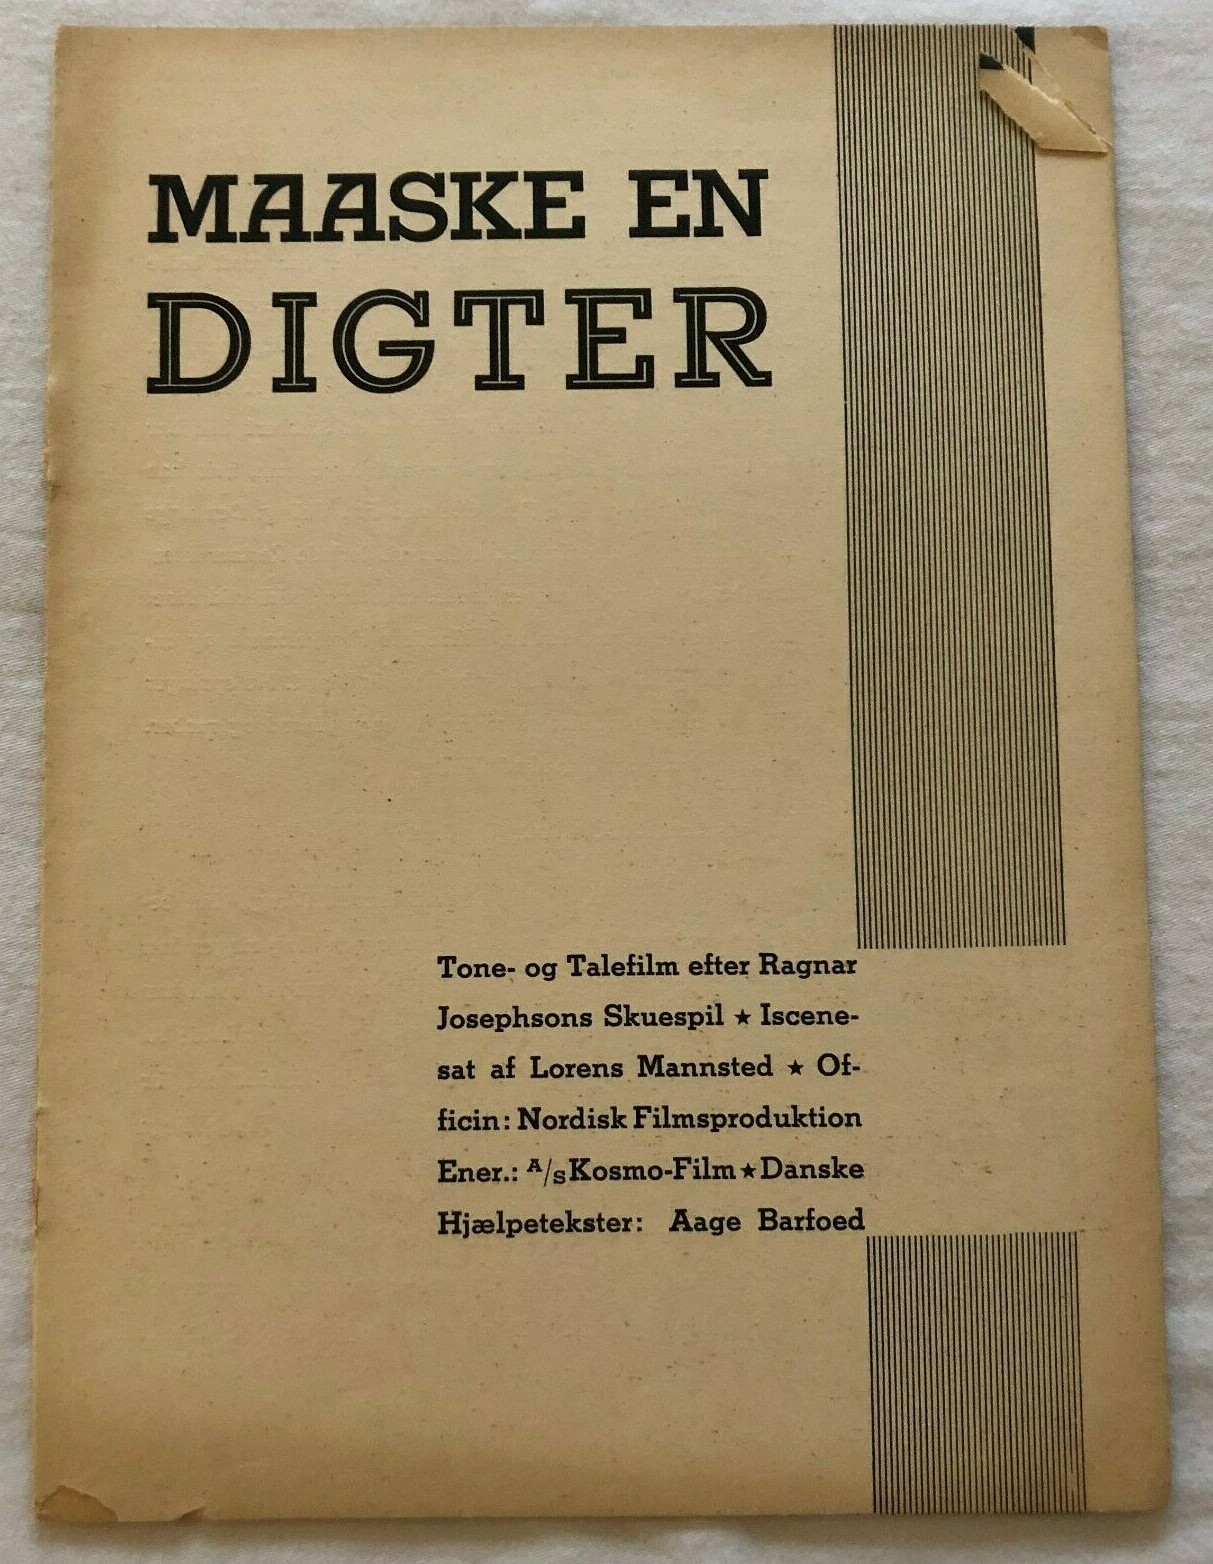 MAASKE EN
DIGTER
Tone- og Talefilm efter Ragnar
Josephsons Skuespil ★ Iscene-
sat af Lorens Mannsted ★ Of-
ficin: Nordisk Filmsproduktion
Ener.: A/S Kosmo-Film ★ Danske
Hjælpetekster: Aage Barfoed